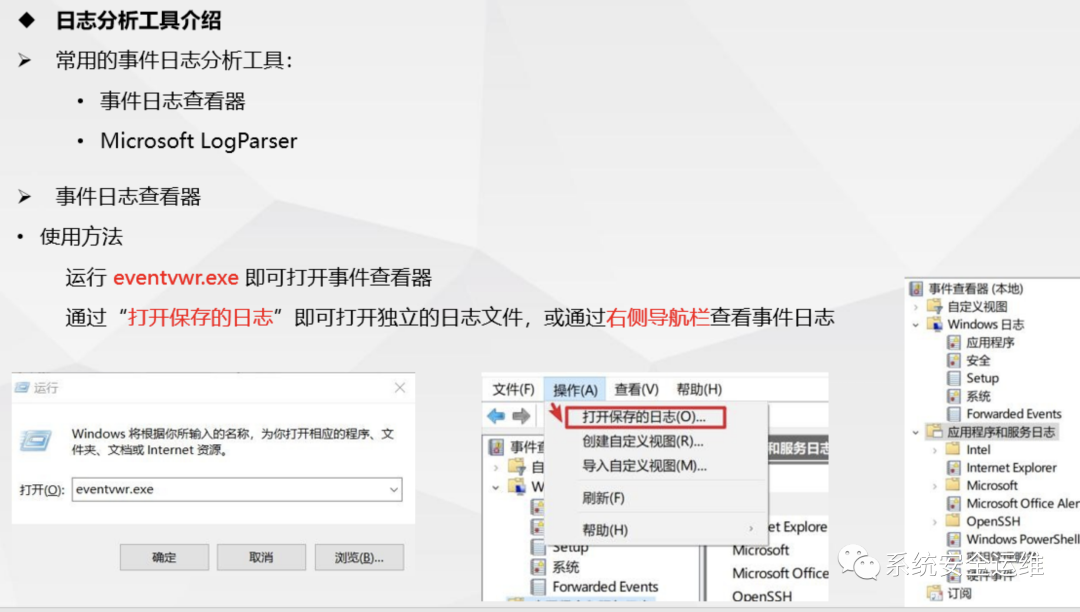 日志分析工具介绍
常用的事件日志分析工具：
事件日志查看器
Microsoft LogParser
事件日志查看器
使用方法
运行 eventvwr.exe 即可打开事件查看器
通过“打开保存的日志”即可打开独立的日志文件，或通过右侧导航栏查看事件日志
运行
Windows 将根据你所输入的名称，为你打开相应的程序、文
件夹、文档或 Internet 资源。
打开(O):
eventvwr.exe
确定
取消
浏览(B)...
文件(F) 操作(A) 查看(V) 帮助(H)
打开保存的日志(O)...
创建自定义视图(R)...
导入自定义视图(M)...
刷新(F)
帮助(H)
事件查
自
W
Setup
系统
Forwarded Events
和服务日志
et Explore
Microsoft
Microsoft Office
OpenSSH
事件查看器 (本地)
自定义视图
Windows 日志
应用程序
安全
Setup
系统
Forwarded Events
应用程序和服务日志
Intel
Internet Explorer
Microsoft
Microsoft Office Aler
OpenSSH
Windows PowerShell
硬件事件
订阅
系统安全运维